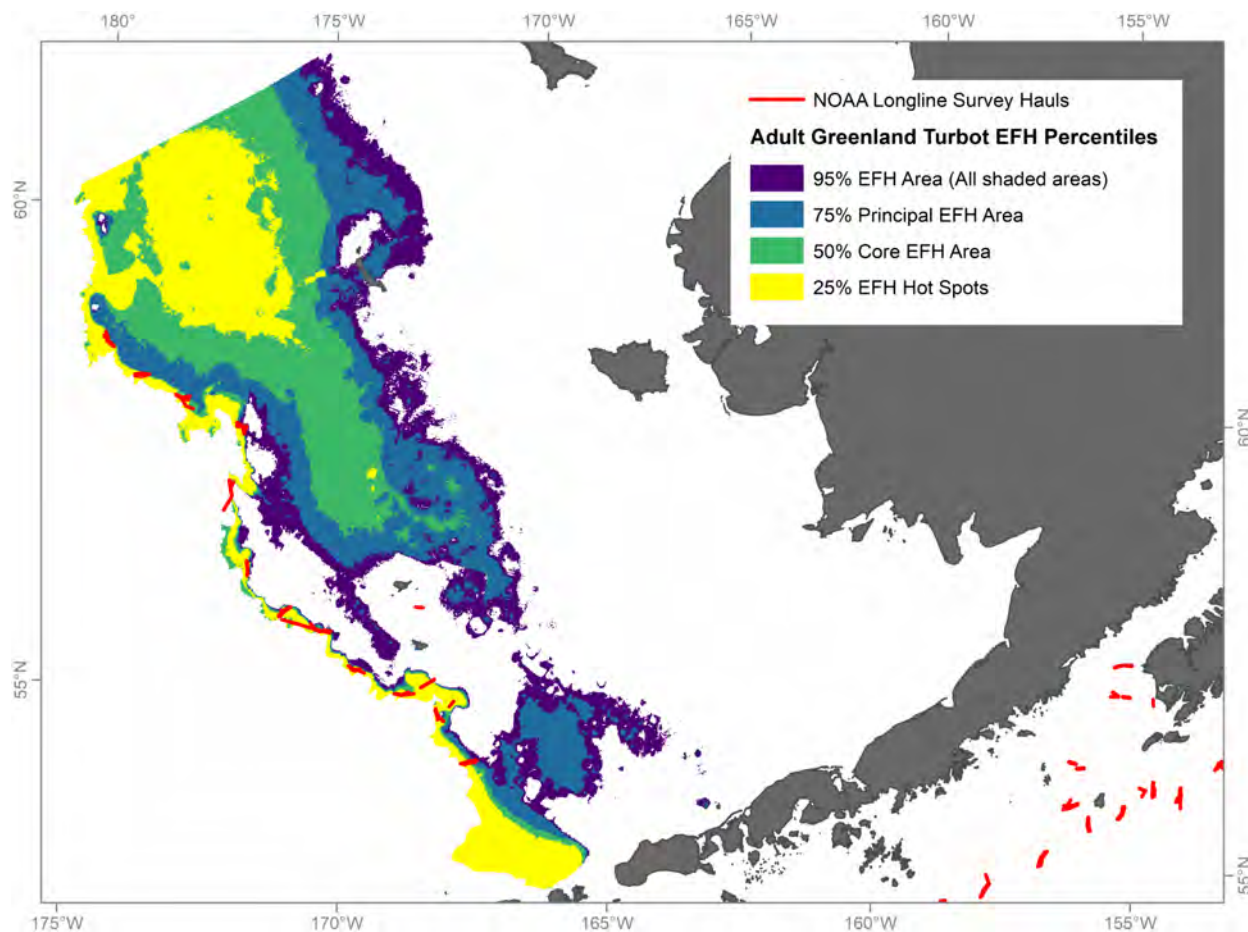 180° 175°W 170°W 165°W 160°W 155°W
NOAA Longline Survey Hauls
Adult Greenland Turbot EFH Percentiles
95% EFH Area (All shaded areas)
75% Principal EFH Area
50% Core EFH Area
25% EFH Hot Spots
60°N
60°N
55°N
55°N
175°W 170°W 165°W 160°W 155°W